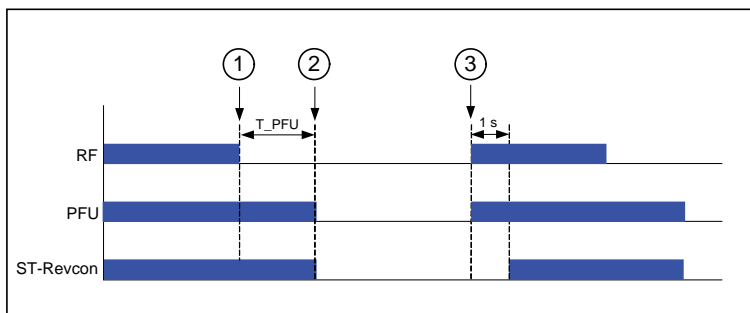 1
2
3
T_PFU
1 s
RF
PFU
ST-Revcon